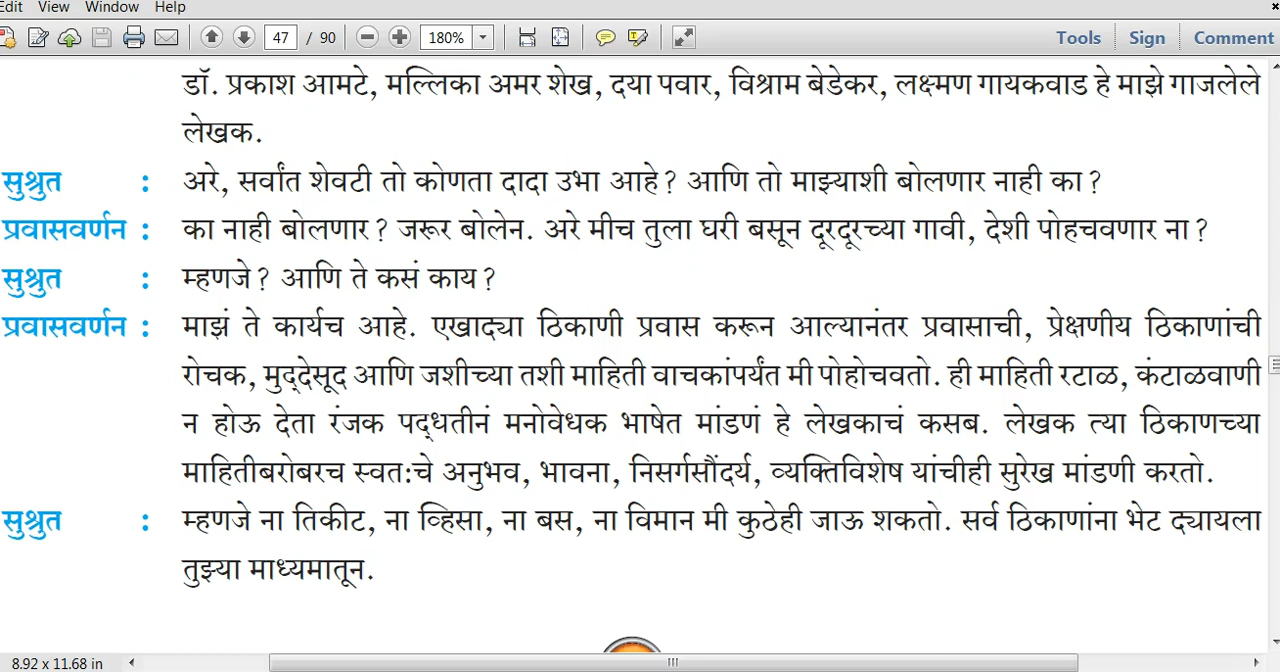 Edit View Window Help
47 / 90 180% Tools Sign Comment
डॉ. प्रकाश आमटे, मल्लिका अमर शेख, दया पवार, विश्राम बेडेकर, लक्ष्मण गायकवाड हे माझे गाजलेले
लेखक.
सुश्रुत : अरे, सर्वांत शेवटी तो कोणता दादा उभा आहे? आणि तो माझ्याशी बोलणार नाही का?
प्रवासवर्णन : का नाही बोलणार? जरूर बोलेन. अरे मीच तुला घरी बसून दूरदूरच्या गावी, देशी पोहचवणार ना?
सुश्रुत : म्हणजे? आणि ते कसं काय?
प्रवासवर्णन : माझं ते कार्यच आहे. एखाद्या ठिकाणी प्रवास करून आल्यानंतर प्रवासाची, प्रेक्षणीय ठिकाणांची
रोचक, मुद्देसूद आणि जशीच्या तशी माहिती वाचकांपर्यंत मी पोहोचवतो. ही माहिती रटाळ, कंटाळवाणी
न होऊ देता रंजक पद्धतीनं मनोवेधक भाषेत मांडणं हे लेखकाचं कसब. लेखक त्या ठिकाणच्या
माहितीबरोबरच स्वत:चे अनुभव, भावना, निसर्गसौंदर्य, व्यक्तिविशेष यांचीही सुरेख मांडणी करतो.
सुश्रुत : म्हणजे ना तिकीट, ना व्हिसा, ना बस, ना विमान मी कुठेही जाऊ शकतो. सर्व ठिकाणांना भेट द्यायला
तुझ्या माध्यमातून.
8.92 x 11.68 in